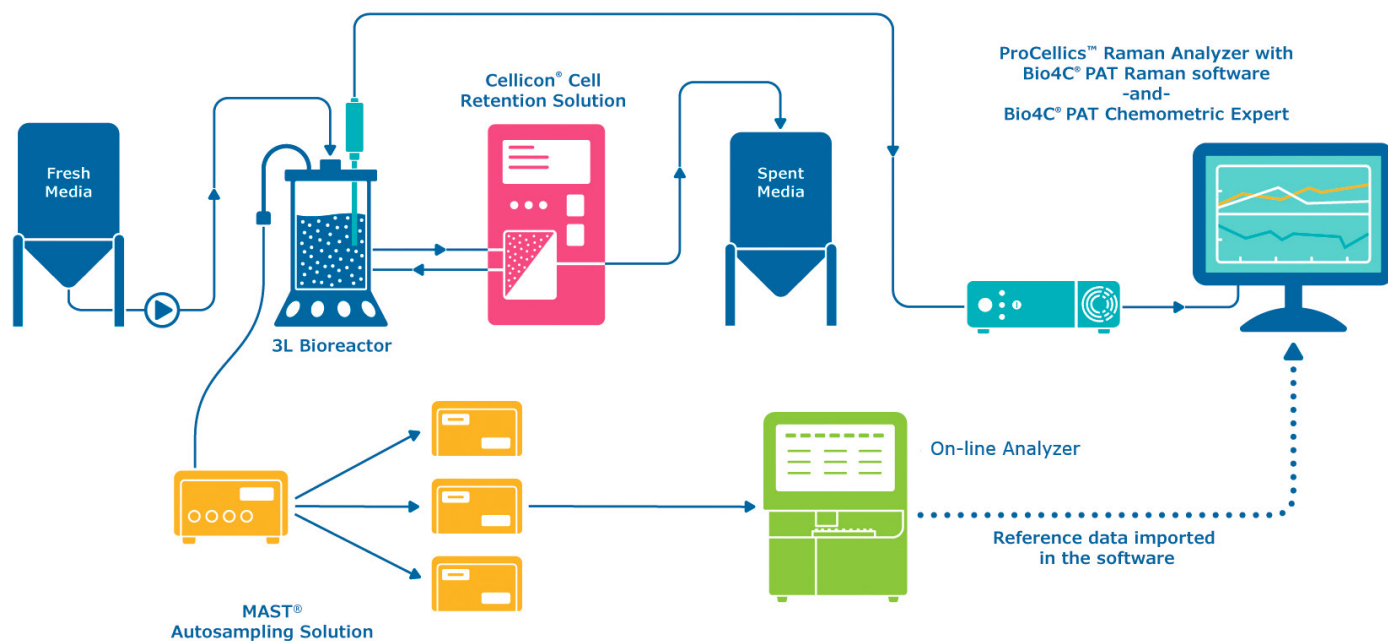 ProCellics™ Raman Analyzer with
Bio4C® PAT Raman software
-and-
Bio4C® PAT Chemometric Expert
Cellicon® Cell
Retention Solution
Fresh
Media
Spent
Media
3L Bioreactor
On-line Analyzer
Reference data imported
in the software
MAST®
Autosampling Solution